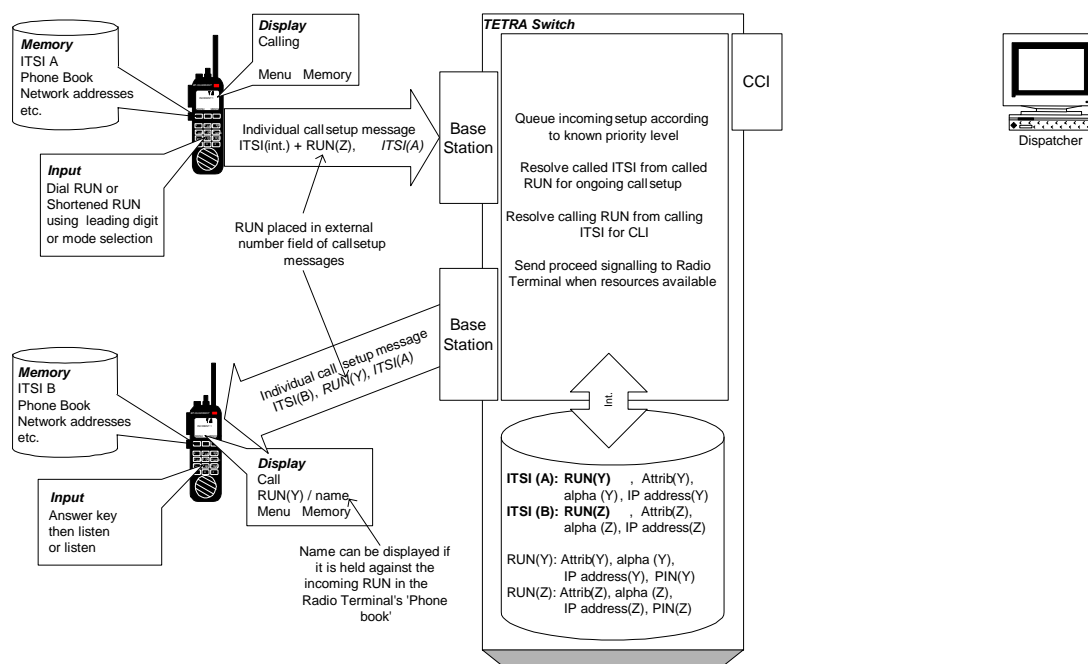 Memory
ITSI A
Phone Book
Network addresses
etc.
Display
Calling
Menu Memory
Input
Dial RUN or
Shortened RUN
using leading digit
or mode selection
Individual call setup message
ITSI(int.) + RUN(Z), ITSI(A)
RUN placed in external
number field of callsetup
messages
TETRA Switch
Base
Station
CCI
Queue incoming setup according
to known priority level
Resolve called ITSI from called
RUN for ongoing callsetup
Resolve calling RUN from calling
ITSI for CLI
Send proceed signalling to Radio
Terminal when resources available
Dispatcher
Base
Station
Individual call setup message
ITSI(B), RUN(Y), ITSI(A)
Memory
ITSI B
Phone Book
Network addresses
etc.
Input
Answer key
then listen
or listen
Display
Call
RUN(Y) / name
Menu Memory
Name can be displayed if
it is held against the
incoming RUN in the
Radio Terminal's 'Phone
book'
Int.
ITSI (A): RUN(Y) , Attrib(Y),
alpha (Y), IP address(Y)
ITSI (B): RUN(Z) , Attrib(Z),
alpha (Z), IP address(Z)
RUN(Y): Attrib(Y), alpha (Y),
IP address(Y), PIN(Y)
RUN(Z): Attrib(Z), alpha (Z),
IP address(Z), PIN(Z)